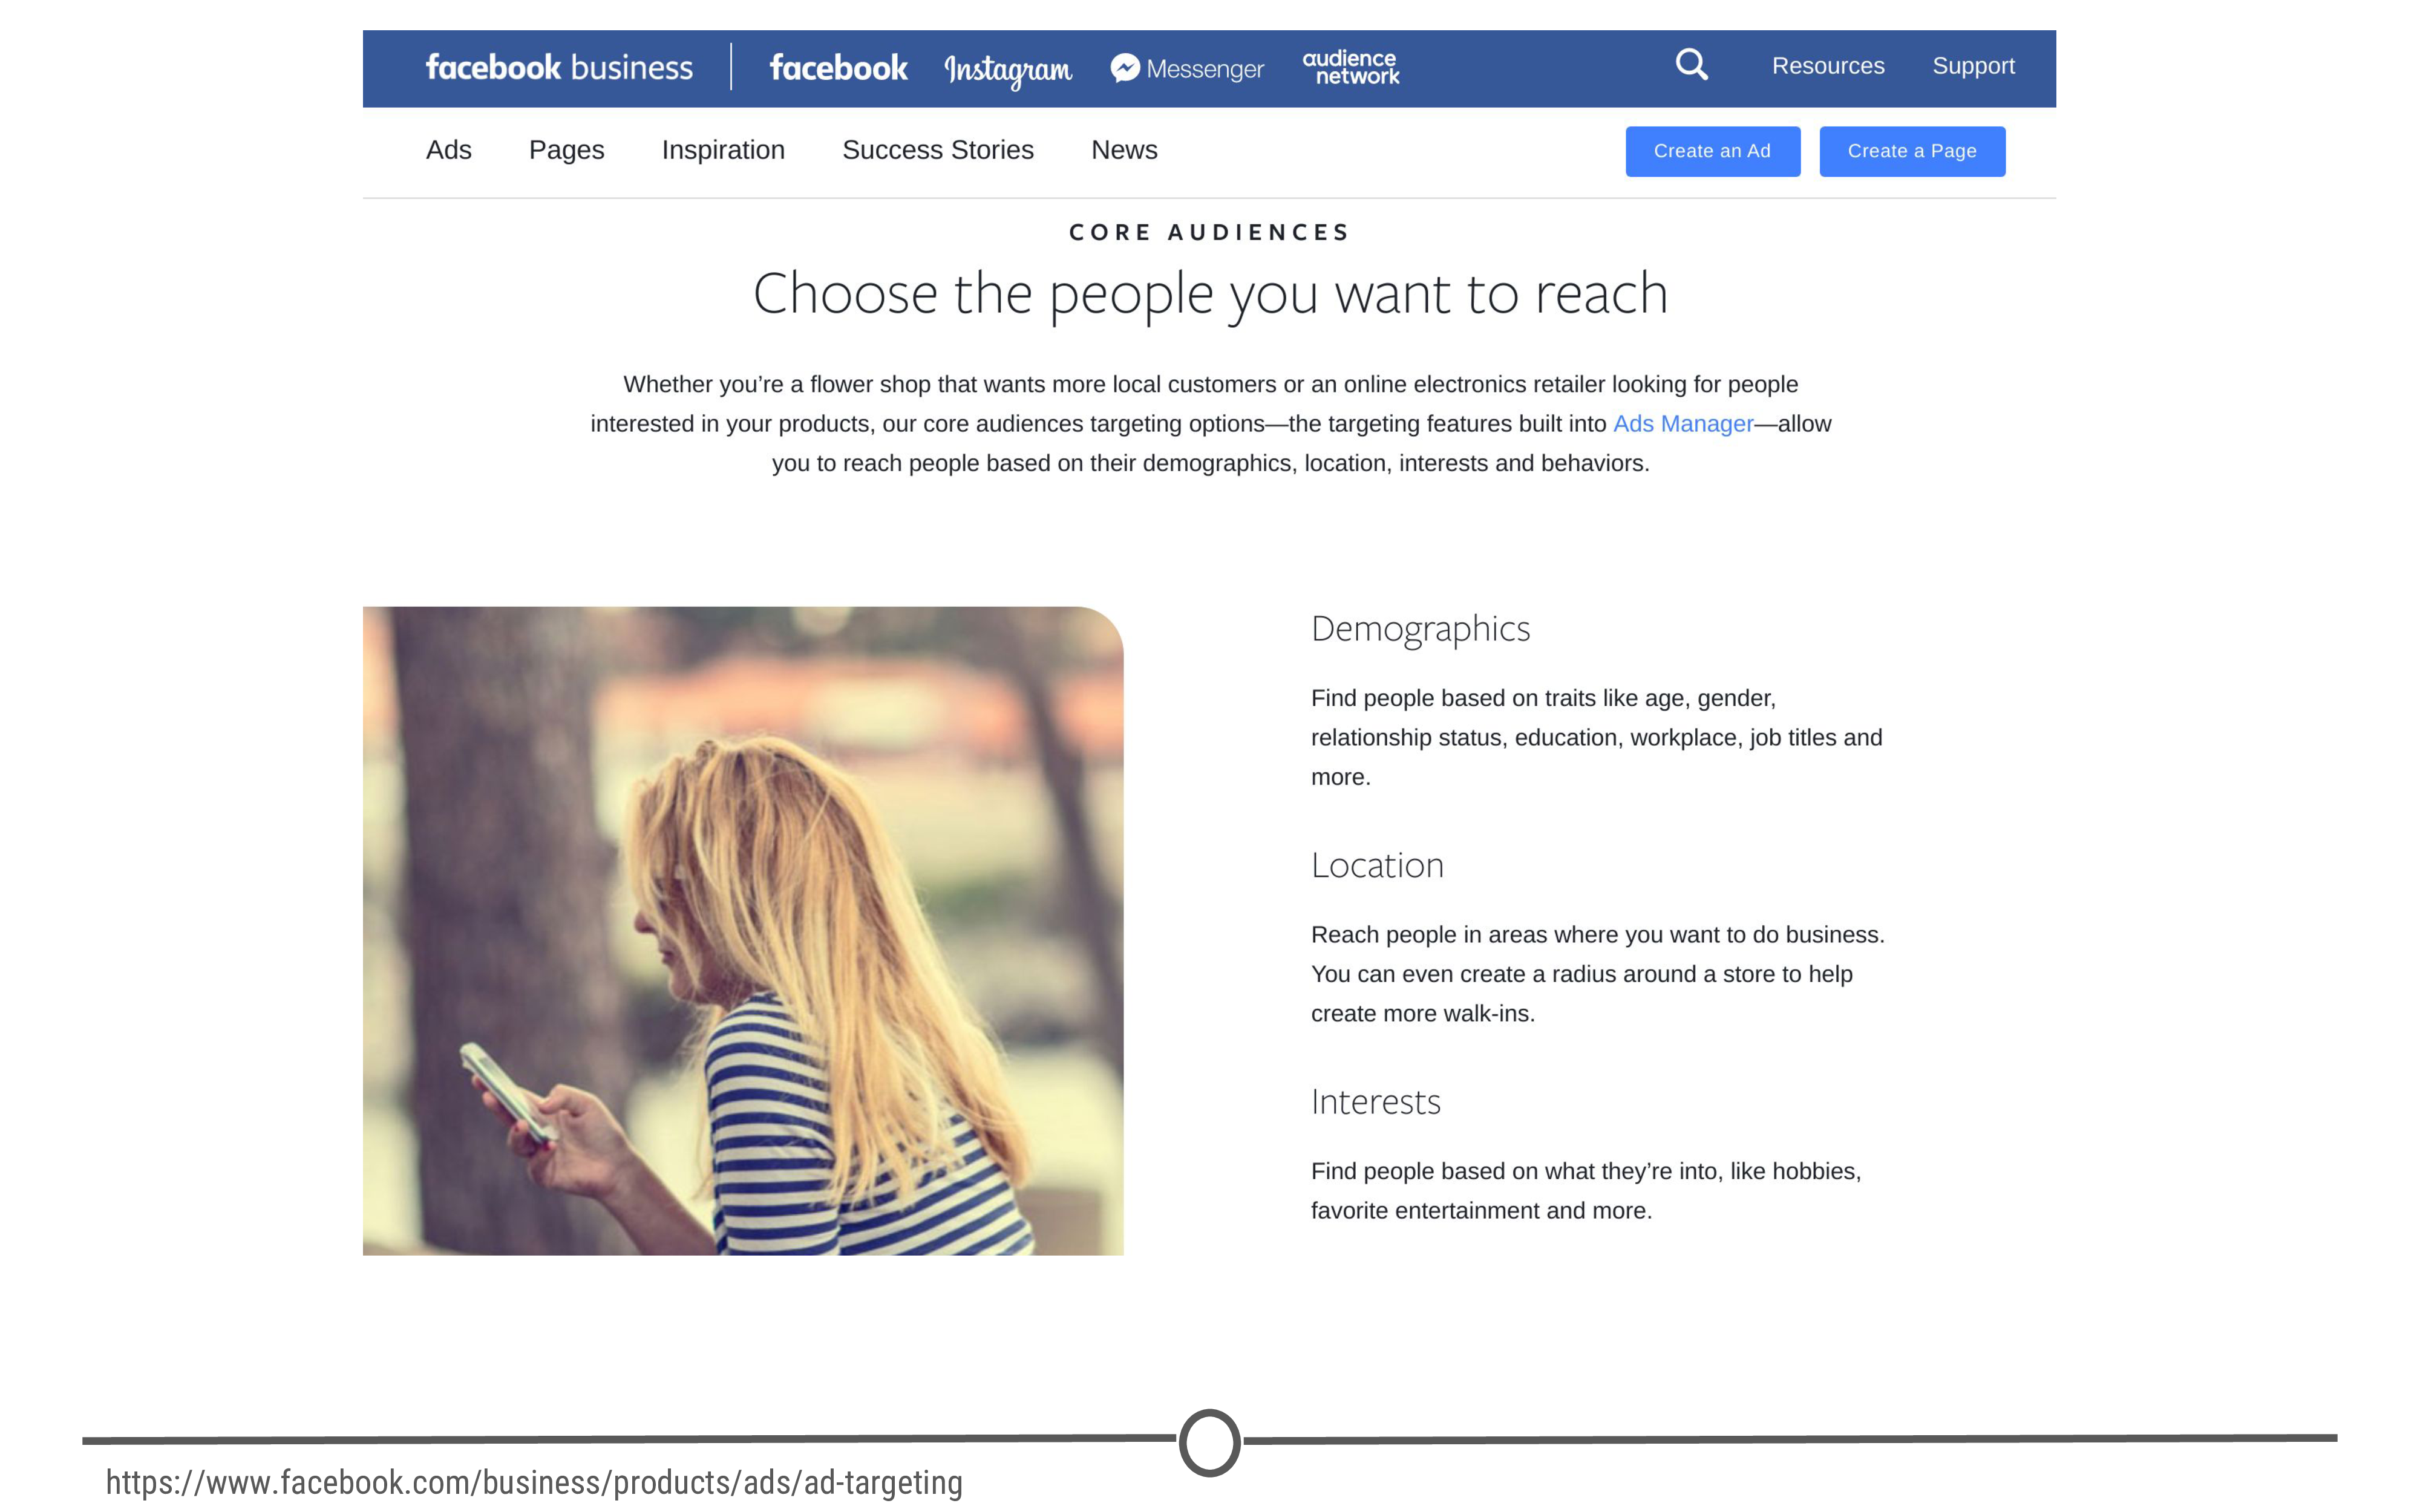 facebook business facebook Instagram Messenger audience network Resources Support
Ads Pages Inspiration Success Stories News Create an Ad Create a Page
CORE AUDIENCES
Choose the people you want to reach
Whether you’re a flower shop that wants more local customers or an online electronics retailer looking for people
interested in your products, our core audiences targeting options—the targeting features built into Ads Manager—allow
you to reach people based on their demographics, location, interests and behaviors.
Demographics
Find people based on traits like age, gender,
relationship status, education, workplace, job titles and
more.
Location
Reach people in areas where you want to do business.
You can even create a radius around a store to help
create more walk-ins.
Interests
Find people based on what they’re into, like hobbies,
favorite entertainment and more.
https://www.facebook.com/business/products/ads/ad-targeting